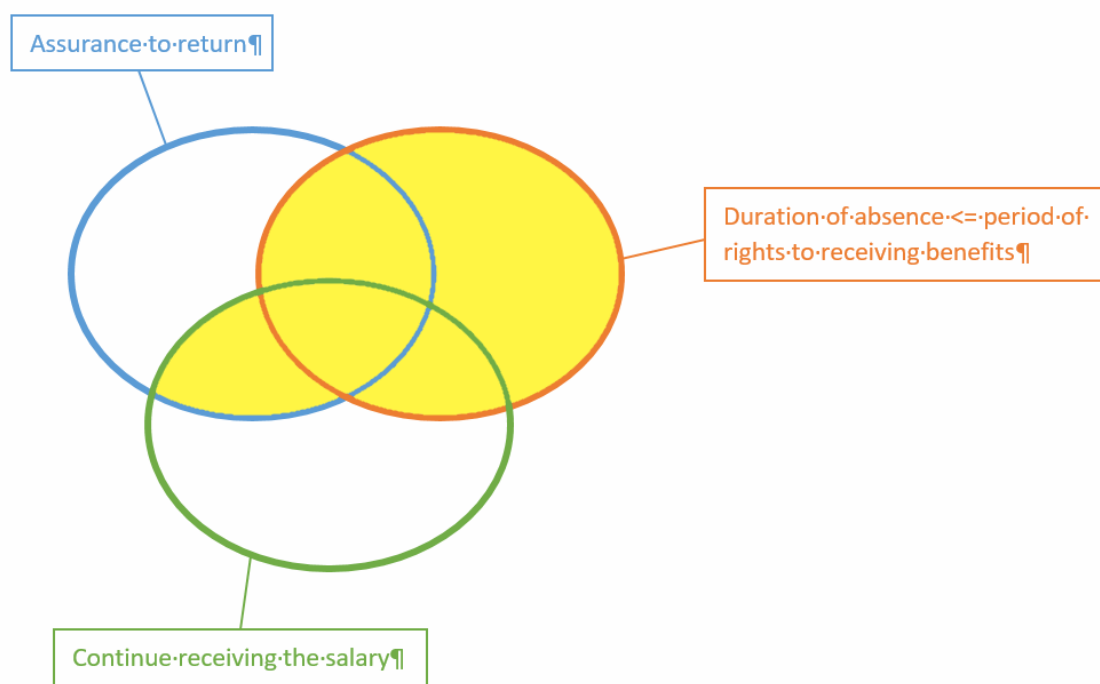 Assurance·to·return¶
Duration·of·absence·<=·period·of·
rights·to·receiving·benefits¶
Continue·receiving·the·salary¶